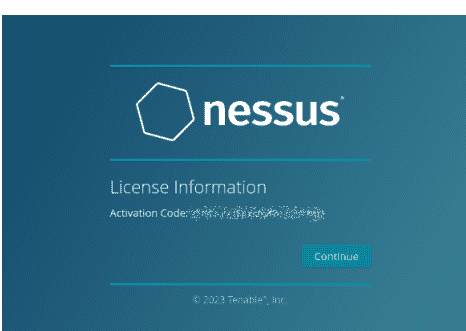 nessus
License Information
Activation Code:
Continue
© 2023 Tenable®, Inc.